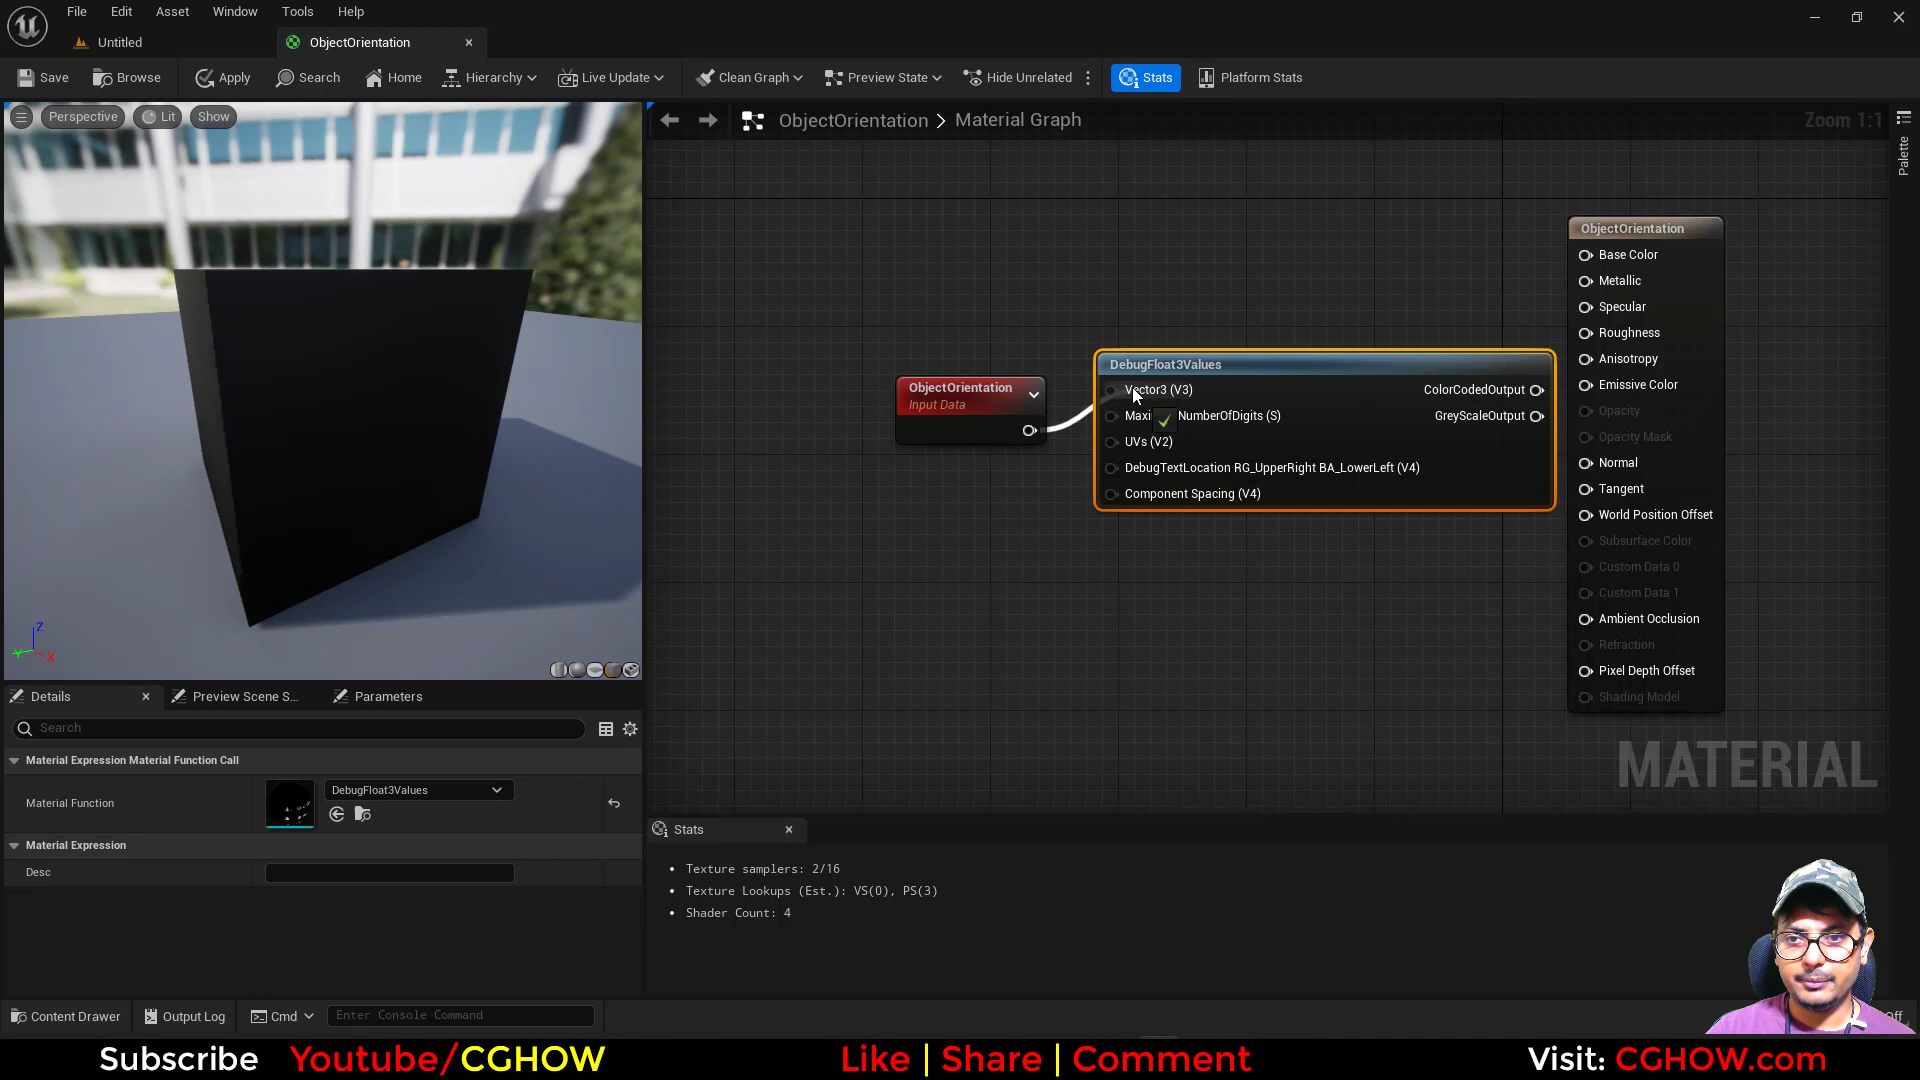 File Edit Asset Window Tools Help
Untitled
ObjectOrientation
Save Browse Apply Search Home Hierarchy Live Update Clean Graph Preview State Hide Unrelated Stats Platform Stats
Perspective Lit Show
ObjectOrientation > Material Graph
Zoom 1:1
Palette
ObjectOrientation
Input Data
DebugFloat3Values
Vector3 (V3)
NumberOfDigits (S)
UVs (V2)
DebugTextLocation RG_UpperRight BA_LowerLeft (V4)
Component Spacing (V4)
ColorCodedOutput
GreyScaleOutput
ObjectOrientation
Base Color
Metallic
Specular
Roughness
Anisotropy
Emissive Color
Opacity
Opacity Mask
Normal
Tangent
World Position Offset
Subsurface Color
Custom Data 0
Custom Data 1
Ambient Occlusion
Refraction
Pixel Depth Offset
Shading Model
MATERIAL
Z
Y
X
Details Preview Scene S... Parameters
Search
Material Expression Material Function Call
Material Function
DebugFloat3Values
Material Expression
Desc
Stats
Texture samplers: 2/16
Texture Lookups (Est.): VS(0), PS(3)
Shader Count: 4
Content Drawer Output Log Cmd Enter Console Command
Off
Subscribe Youtube/CGHOW Like | Share | Comment Visit: CGHOW.com